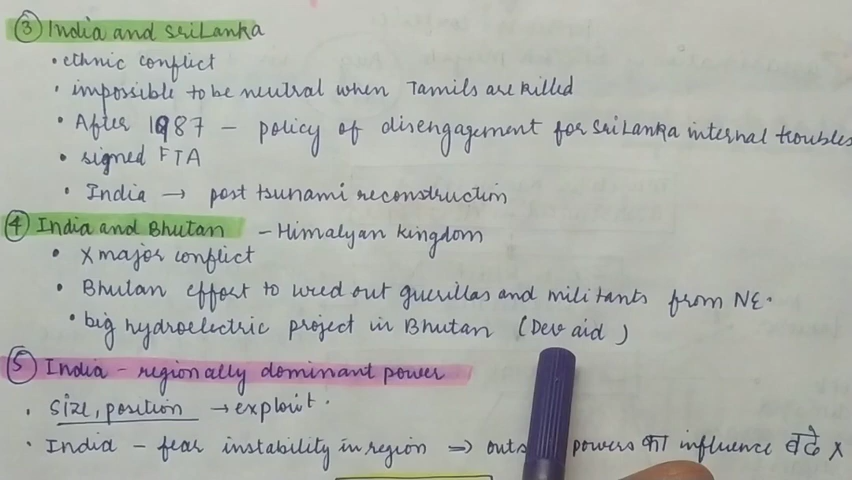 ③ India and SriLanka
• ethnic conflict
• impossible to be neutral when Tamils are killed
• After 1987 – policy of disengagement for SriLanka internal troubles
• signed FTA
• India → post tsunami reconstruction
④ India and Bhutan – Himalyan kingdom
• X major conflict
• Bhutan effort to weed out guerillas and militants from NE.
• big hydroelectric project in Bhutan (Dev aid)
⑤ India – regionally dominant power
• Size, position → exploit.
• India – fear instability in region ⇒ powers का influence बढे X